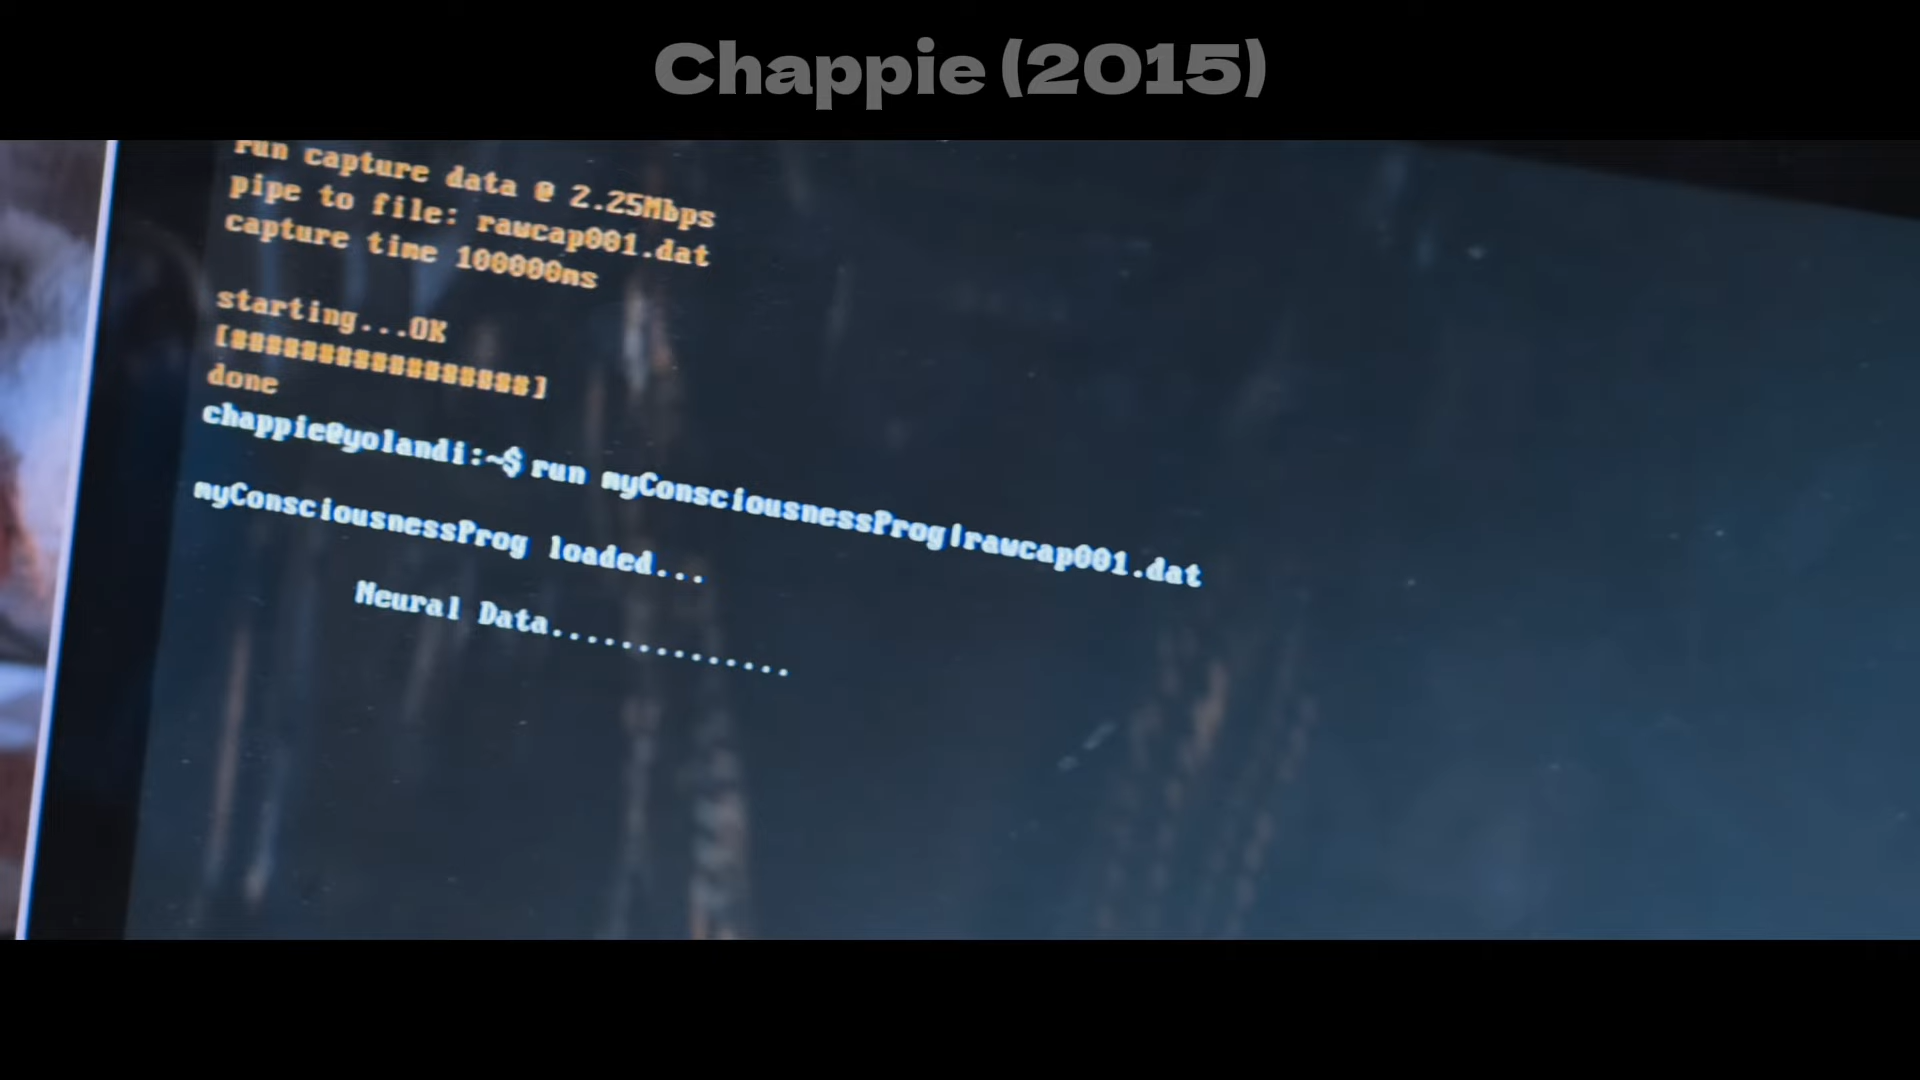 Chappie (2015)
run capture data @ 2.25Mbps
pipe to file: rawcap001.dat
capture time 100000ms
starting...OK
[##################]
done
chappie@yolandi:~$ run myConsciousnessProg|rawcap001.dat
myConsciousnessProg loaded...
Neural Data..............